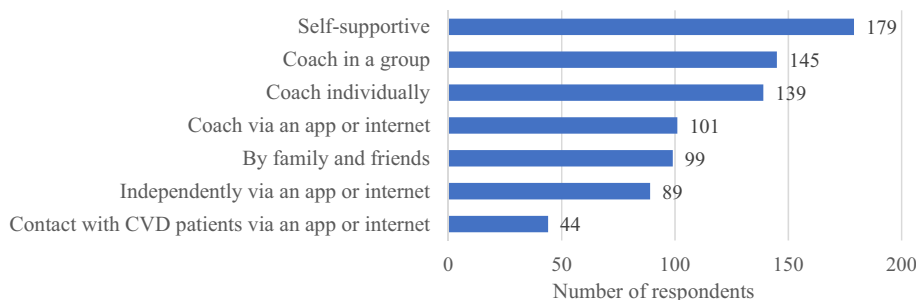 Self-supportive 179
Coach in a group 145
Coach individually 139
Coach via an app or internet 101
By family and friends 99
Independently via an app or internet 89
Contact with CVD patients via an app or internet 44
0 50 100 150 200
Number of respondents